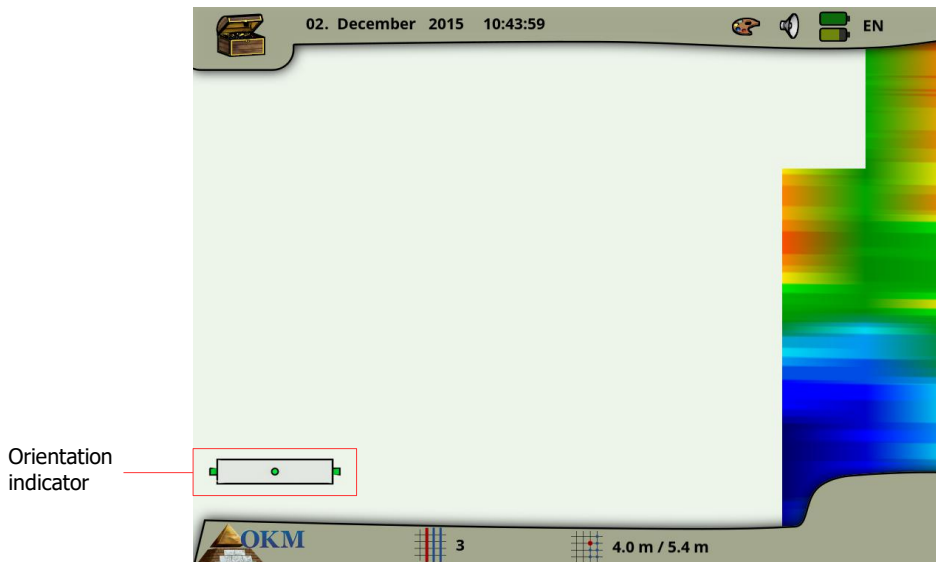 02. December 2015 10:43:59 EN
Orientation
indicator
OKM 3 4.0 m / 5.4 m